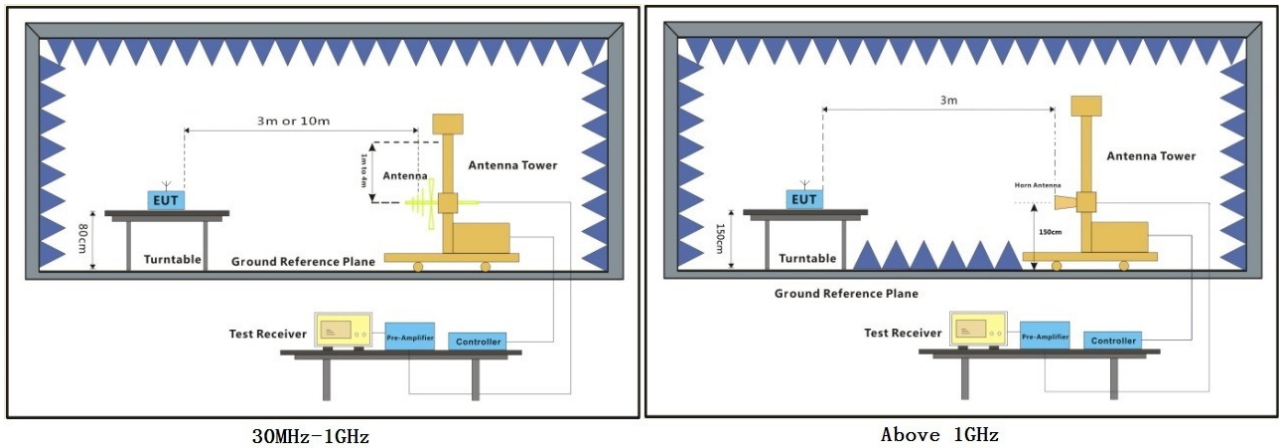 3m or 10m
1m to 4m
Antenna
Antenna Tower
EUT
80cm
Turntable
Ground Reference Plane
Test Receiver
Pre-Amplifier
Controller
30MHz-1GHz
3m
Antenna Tower
Horn Antenna
EUT
150cm
150cm
Turntable
Ground Reference Plane
Test Receiver
Pre-Amplifier
Controller
Above 1GHz